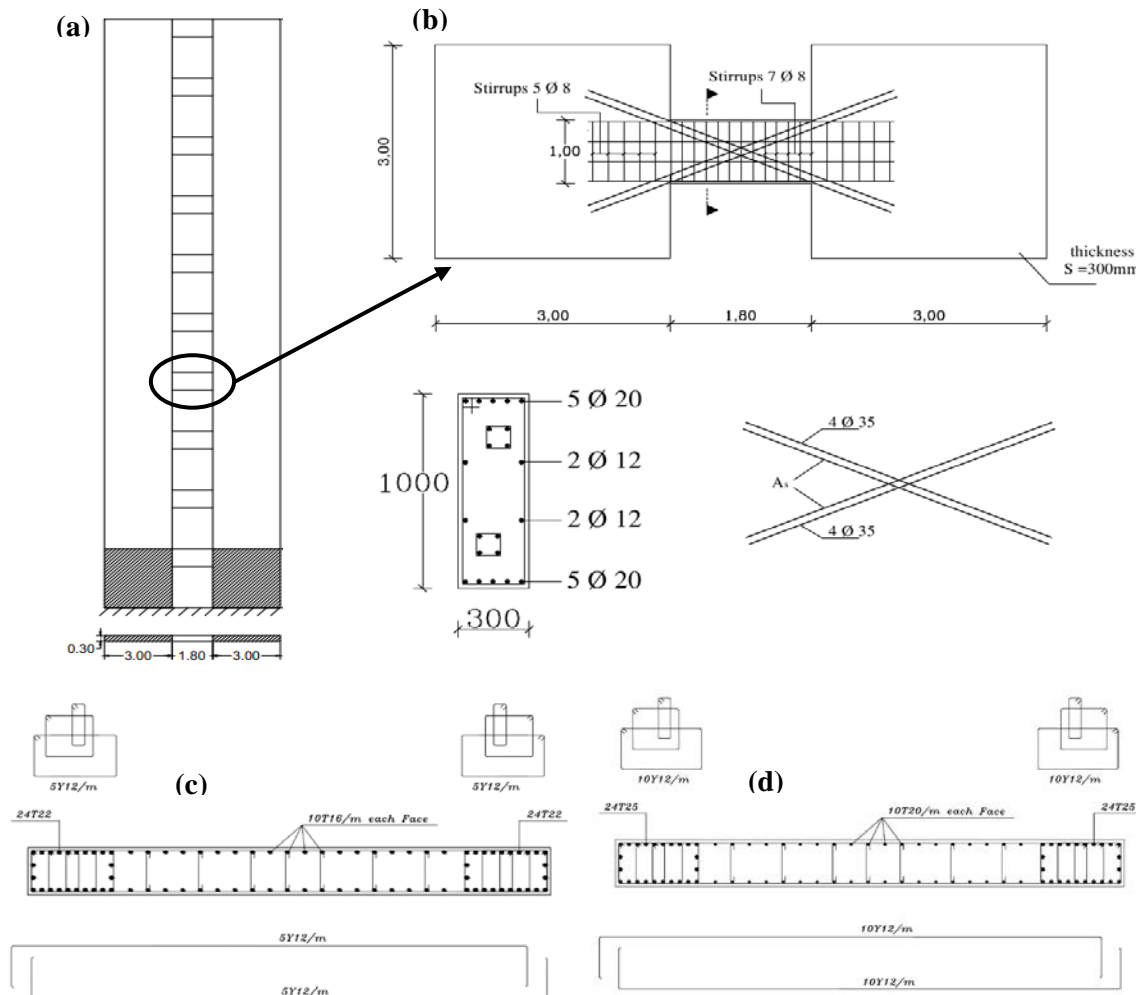 (a)
0.30
3.00
1.80
3.00
(b)
Stirrups 5 Ø 8
Stirrups 7 Ø 8
3,00
1,00
thickness
S =300mm
3,00
1,80
3,00
5 Ø 20
2 Ø 12
2 Ø 12
5 Ø 20
1000
300
4 Ø 35
As
4 Ø 35
(c)
5Y12/m
5Y12/m
24T22
10T16/m each Face
24T22
5Y12/m
5Y12/m
(d)
10Y12/m
10Y12/m
24T25
10T20/m each Face
24T25
10Y12/m
10Y12/m